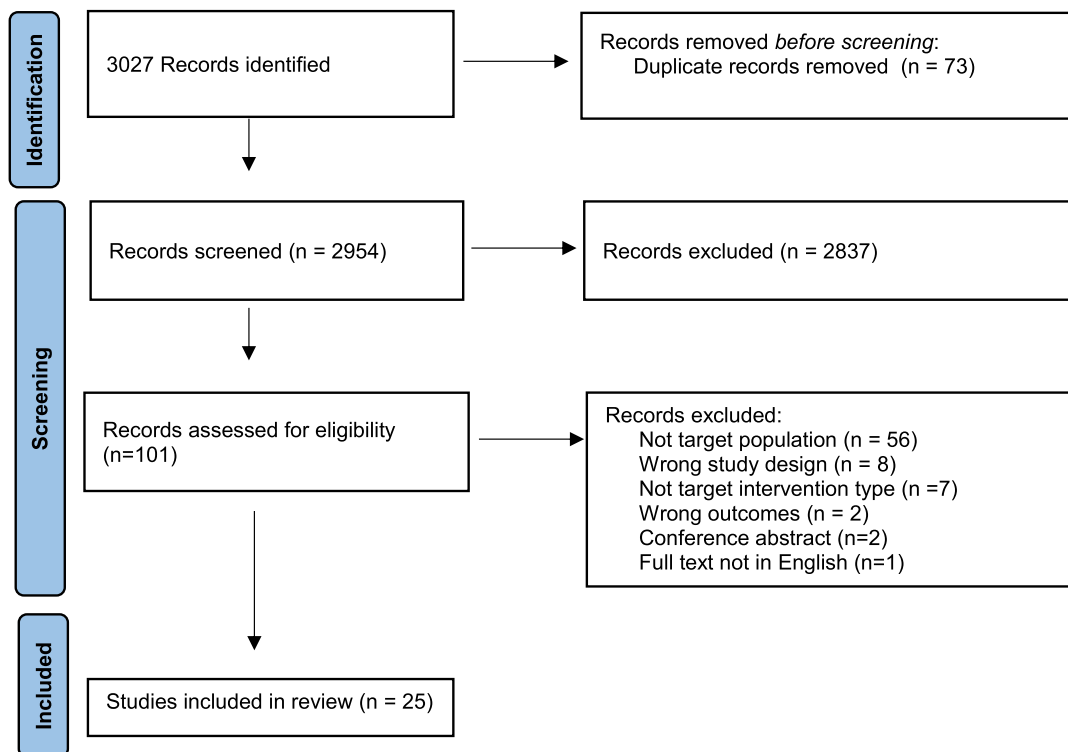 Identification
3027 Records identified
Records removed before screening:
Duplicate records removed  (n = 73)
Screening
Records screened (n = 2954)
Records excluded (n = 2837)
Records assessed for eligibility
(n=101)
Records excluded:
Not target population (n = 56)
Wrong study design (n = 8)
Not target intervention type (n =7)
Wrong outcomes (n = 2)
Conference abstract (n=2)
Full text not in English (n=1)
Included
Studies included in review (n = 25)